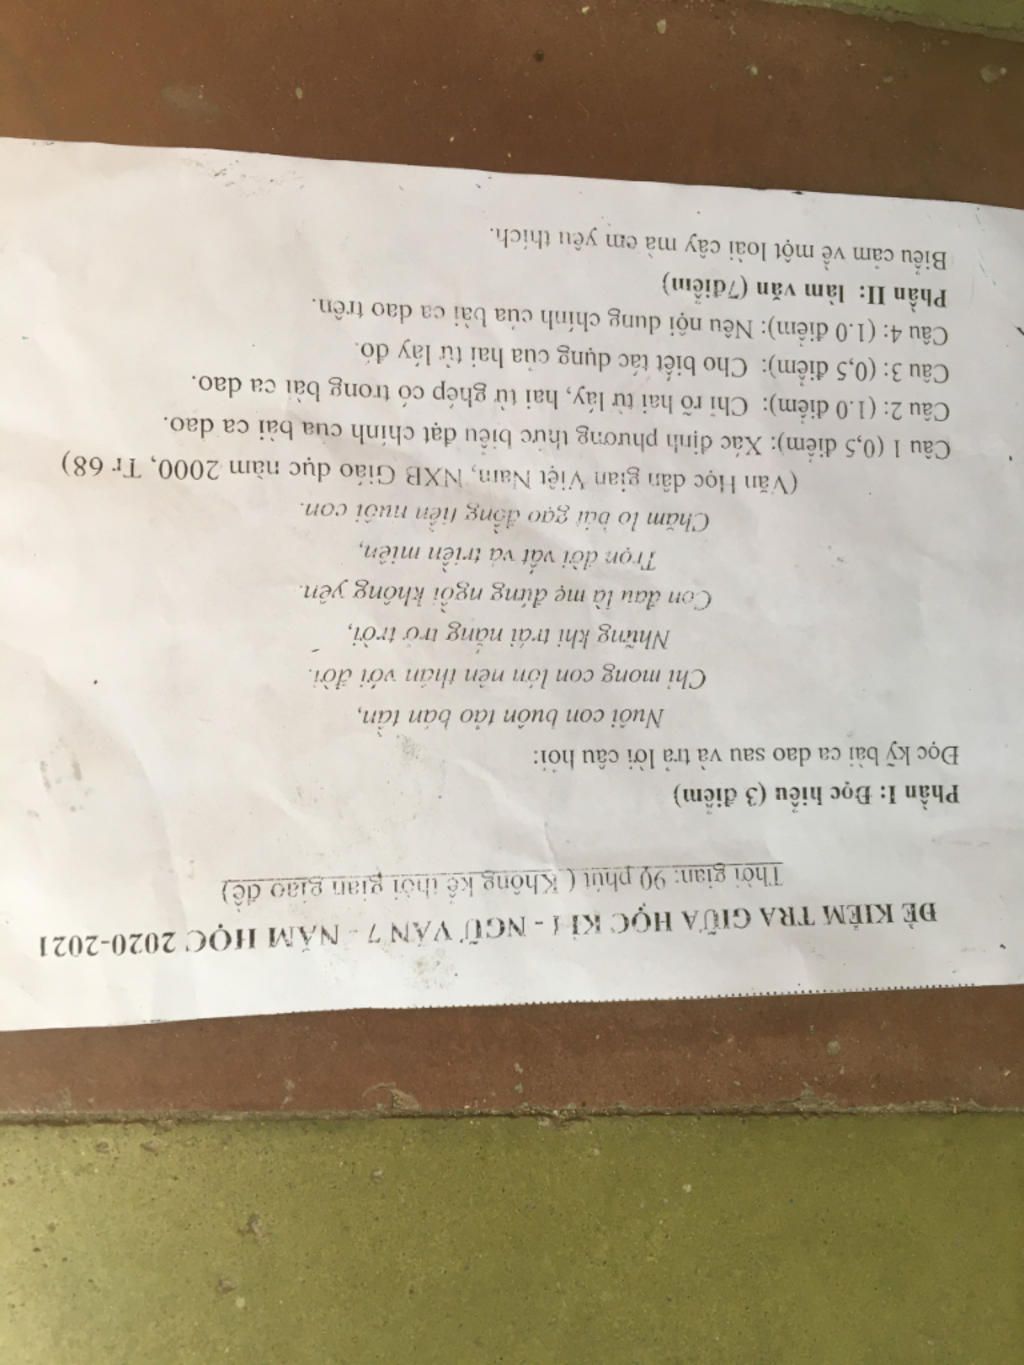 ĐỀ KIỂM TRA GIỮA HỌC KÌ I - NGỮ VĂN 7 - NĂM HỌC 2020-2021
Thời gian: 90 phút ( Không kể thời gian giao đề)
Phần I: Đọc hiểu (3 điểm)
Đọc kỹ bài ca dao sau và trả lời câu hỏi:
Nuôi con buôn tảo bán tần,
Chỉ mong con lớn nên thân với đời.
Những khi trái nắng trở trời,
Con đau là mẹ đứng ngồi không yên.
Trọn đời vất vả triền miên,
Chăm lo bát gạo đồng tiền nuôi con.
(Văn Học dân gian Việt Nam, NXB Giáo dục năm 2000, Tr 68)
Câu 1 (0,5 điểm): Xác định phương thức biểu đạt chính của bài ca dao.
Câu 2: (1.0 điểm): Chỉ rõ hai từ láy, hai từ ghép có trong bài ca dao.
Câu 3: (0,5 điểm): Cho biết tác dụng của hai từ láy đó.
Câu 4: (1.0 điểm): Nêu nội dung chính của bài ca dao trên.
Phần II: làm văn (7điểm)
Biểu cảm về một loài cây mà em yêu thích.